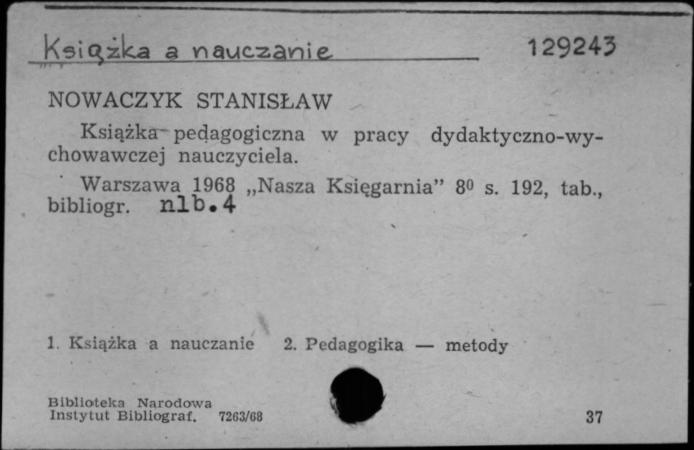 Książka a nauczanie 129243
NOWACZYK STANISŁAW
Książka pedagogiczna w pracy dydaktyczno-wy-
chowawczej nauczyciela.
Warszawa 1968 „Nasza Księgarnia” 8⁰ s. 192, tab.,
bibliogr. nlb. 4
1. Książka a nauczanie 2. Pedagogika — metody
Biblioteka Narodowa
Instytut Bibliograf. 7263/68 37